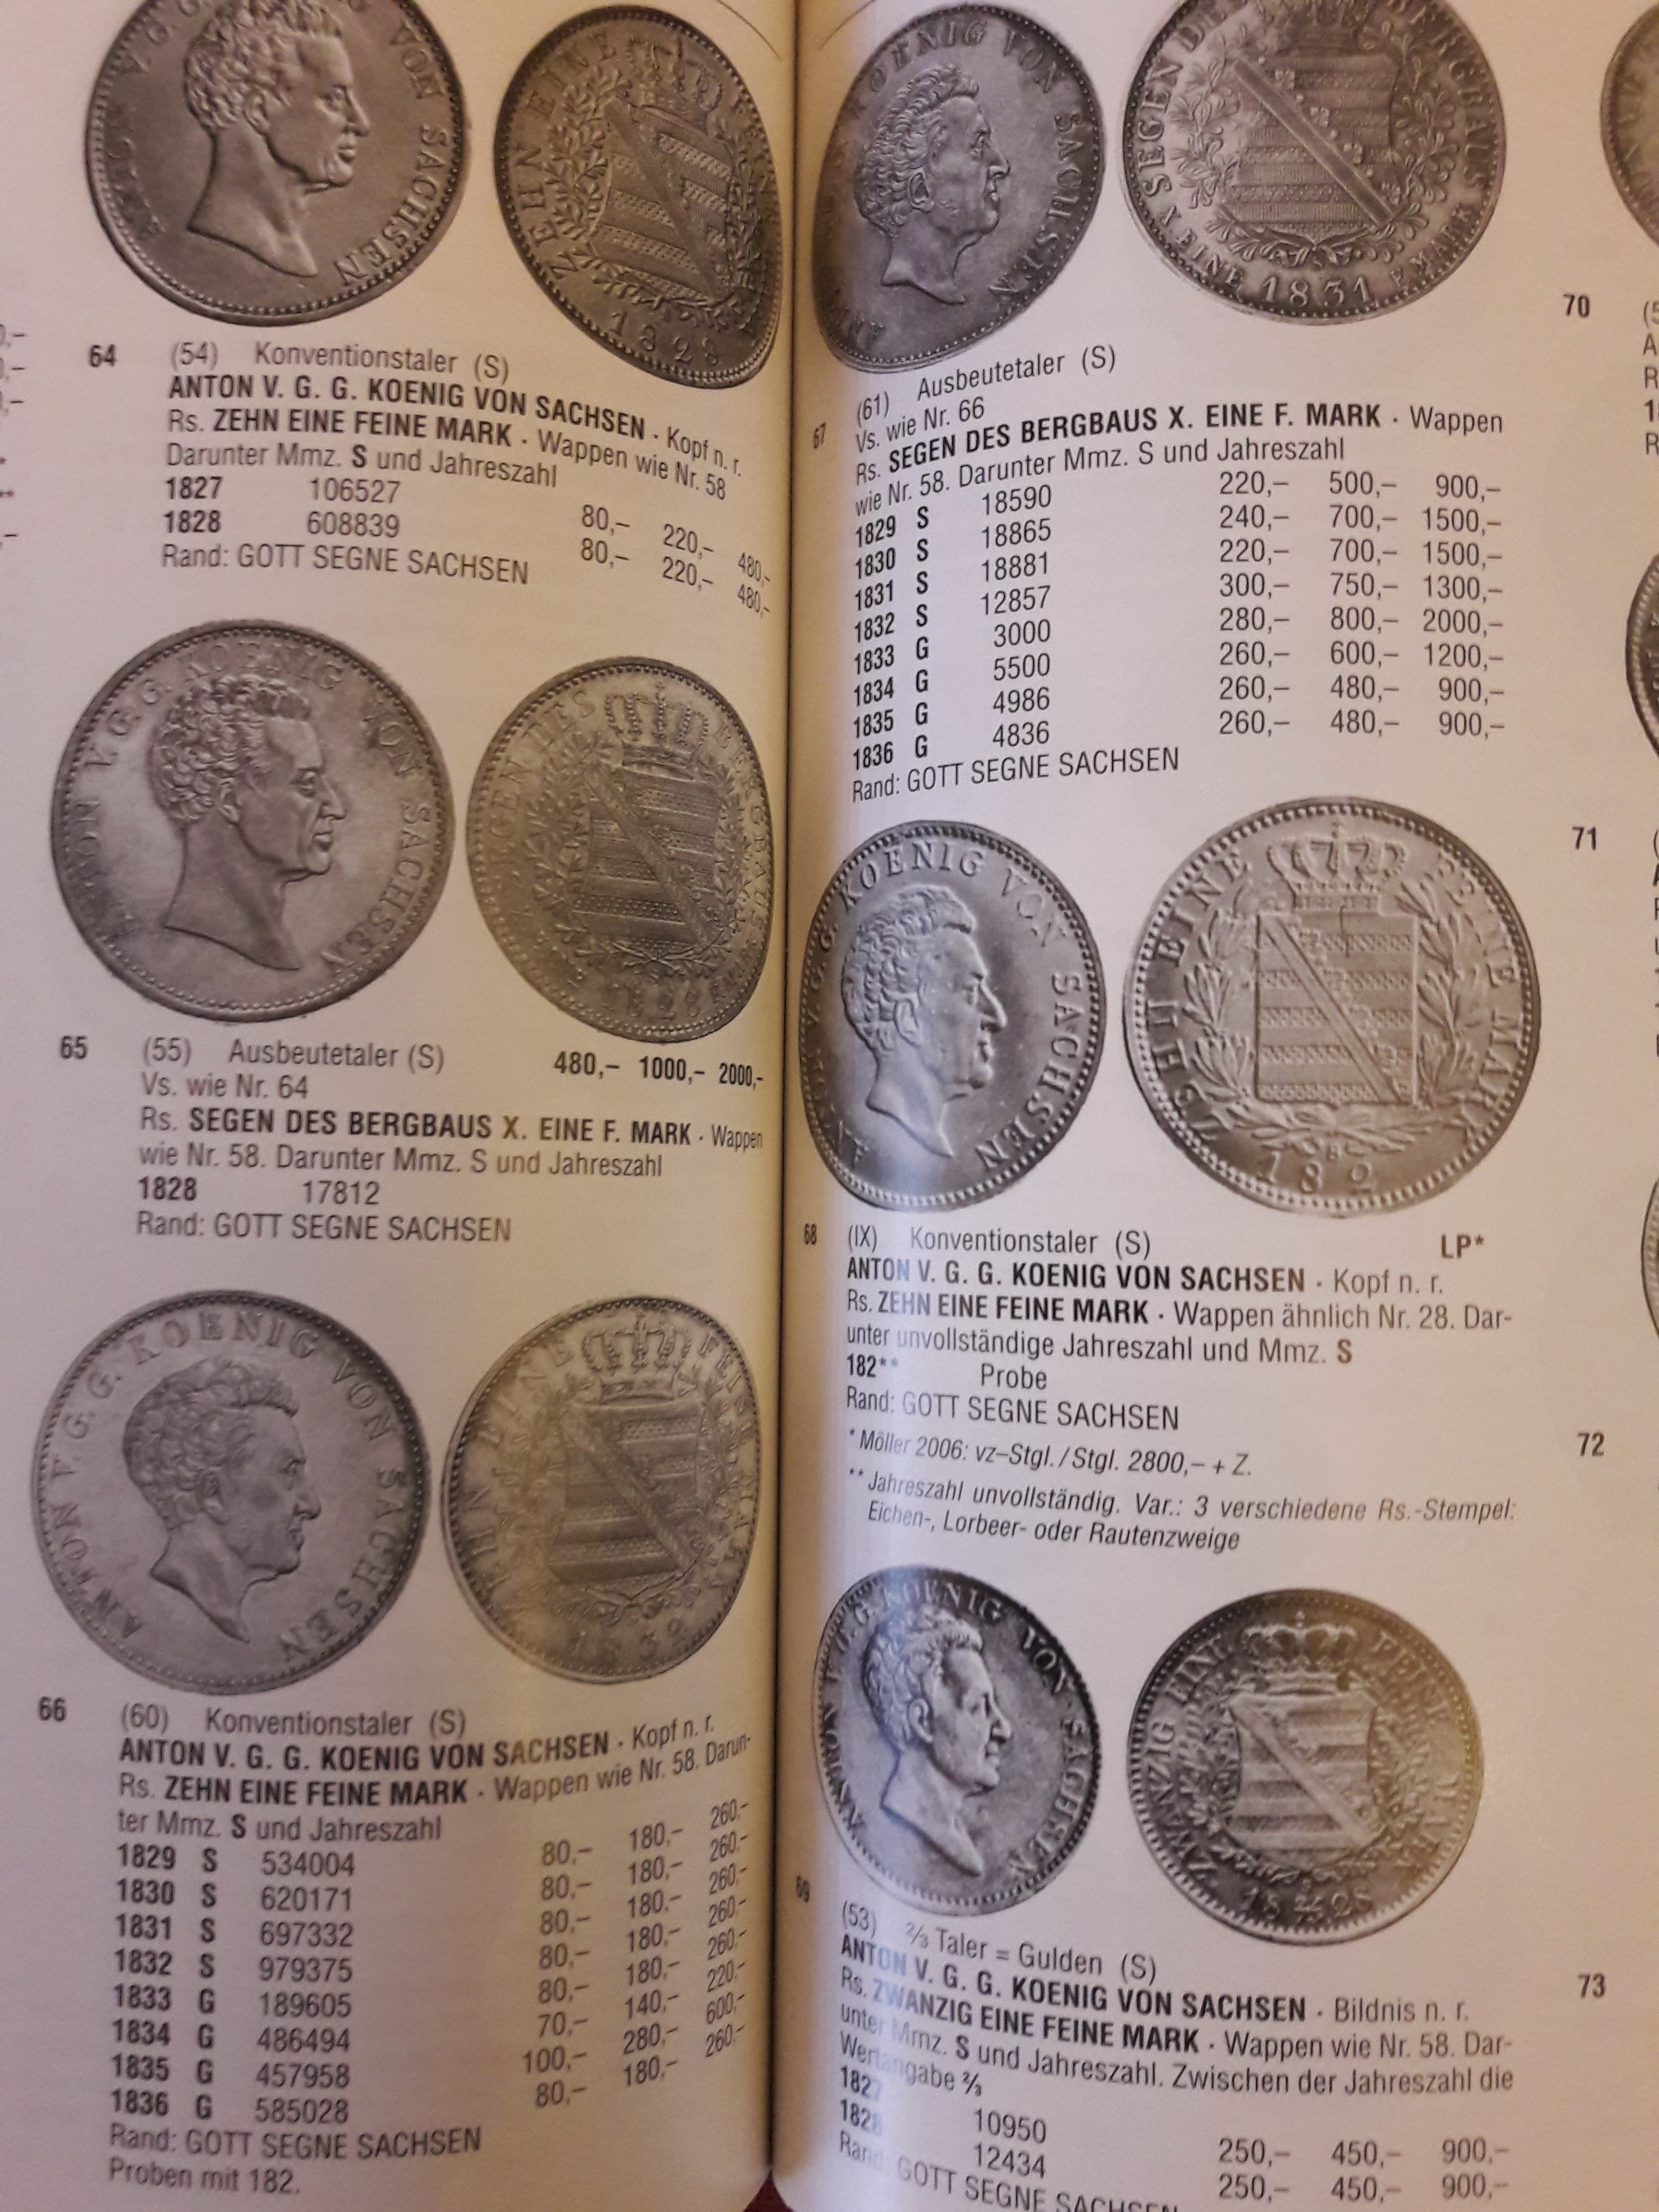 64 (54) Konventionstaler (S)
ANTON V. G. G. KOENIG VON SACHSEN · Kopf n. r.
Rs. ZEHN EINE FEINE MARK · Wappen wie Nr. 58
Darunter Mmz. S und Jahreszahl
1827 106527 80,– 220,– 480,–
1828 608839 80,– 220,– 480,–
Rand: GOTT SEGNE SACHSEN
65 (55) Ausbeutetaler (S) 480,– 1000,– 2000,–
Vs. wie Nr. 64
Rs. SEGEN DES BERGBAUS X. EINE F. MARK · Wappen
wie Nr. 58. Darunter Mmz. S und Jahreszahl
1828 17812
Rand: GOTT SEGNE SACHSEN
66 (60) Konventionstaler (S)
ANTON V. G. G. KOENIG VON SACHSEN · Kopf n. r.
Rs. ZEHN EINE FEINE MARK · Wappen wie Nr. 58. Darun-
ter Mmz. S und Jahreszahl
1829 S 534004 80,– 180,– 260,–
1830 S 620171 80,– 180,– 260,–
1831 S 697332 80,– 180,– 260,–
1832 S 979375 80,– 180,– 260,–
1833 G 189605 80,– 180,– 260,–
1834 G 486494 70,– 140,– 220,–
1835 G 457958 100,– 280,– 600,–
1836 G 585028 80,– 180,– 260,–
Rand: GOTT SEGNE SACHSEN
Proben mit 182.
67 (61) Ausbeutetaler (S)
Vs. wie Nr. 66
Rs. SEGEN DES BERGBAUS X. EINE F. MARK · Wappen
wie Nr. 58. Darunter Mmz. S und Jahreszahl
1829 S 18590 220,– 500,– 900,–
1830 S 18865 240,– 700,– 1500,–
1831 S 18881 220,– 700,– 1500,–
1832 S 12857 300,– 750,– 1300,–
1833 G 3000 280,– 800,– 2000,–
1834 G 5500 260,– 600,– 1200,–
1835 G 4986 260,– 480,– 900,–
1836 G 4836 260,– 480,– 900,–
Rand: GOTT SEGNE SACHSEN
68 (IX) Konventionstaler (S) LP*
ANTON V. G. G. KOENIG VON SACHSEN · Kopf n. r.
Rs. ZEHN EINE FEINE MARK · Wappen ähnlich Nr. 28. Dar-
unter unvollständige Jahreszahl und Mmz. S
182** Probe
Rand: GOTT SEGNE SACHSEN
* Möller 2006: vz–Stgl. / Stgl. 2800,– + Z.
** Jahreszahl unvollständig. Var.: 3 verschiedene Rs.-Stempel:
Eichen-, Lorbeer- oder Rautenzweige
69 (53) ⅔ Taler = Gulden (S)
ANTON V. G. G. KOENIG VON SACHSEN · Bildnis n. r.
Rs. ZWANZIG EINE FEINE MARK · Wappen wie Nr. 58. Dar-
unter Mmz. S und Jahreszahl. Zwischen der Jahreszahl die
Wertangabe ⅔
1827 10950 250,– 450,– 900,–
1828 12434 250,– 450,– 900,–
Rand: GOTT SEGNE SACHSEN
70
71
72
73